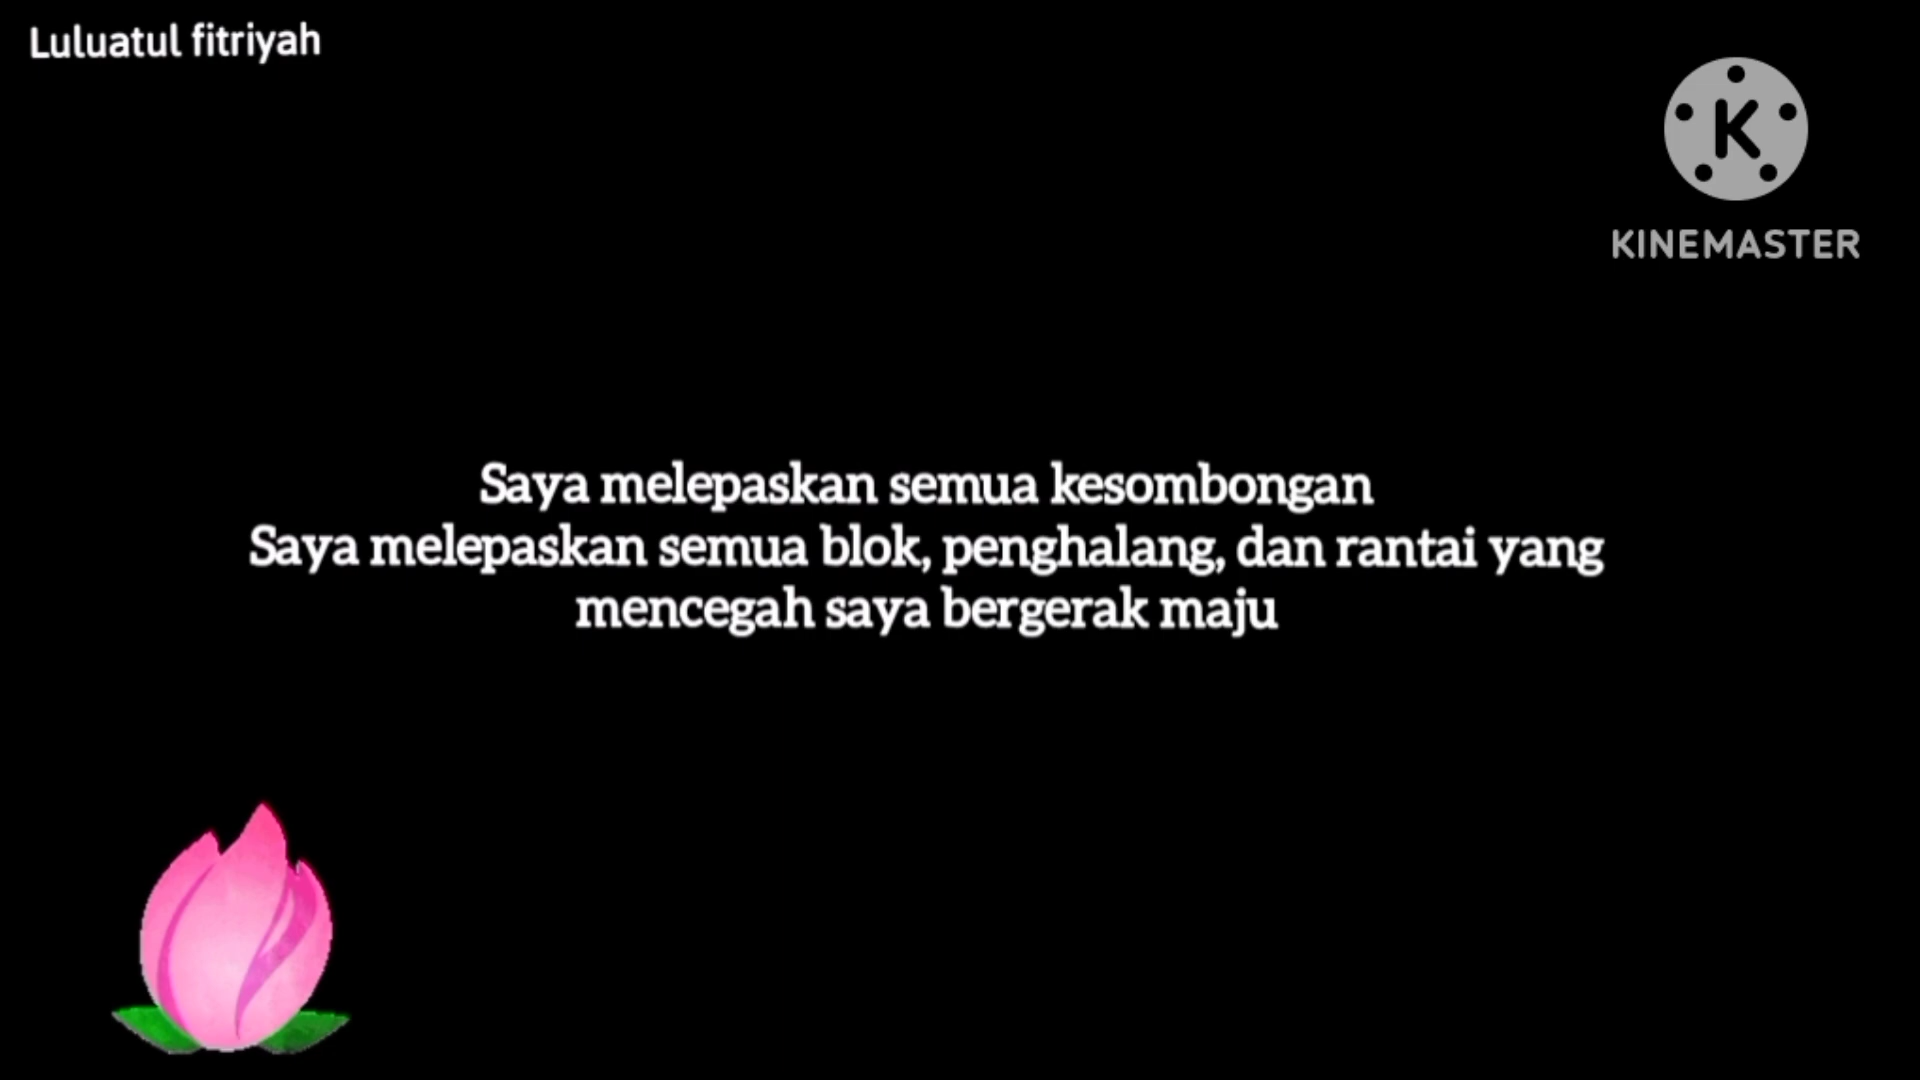 Luluatul fitriyah
K
KINEMASTER
Saya melepaskan semua kesombongan
Saya melepaskan semua blok, penghalang, dan rantai yang
mencegah saya bergerak maju